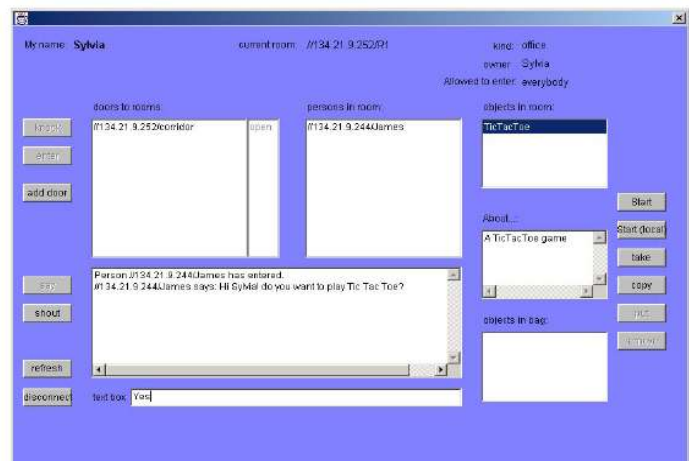 My name: Sylvia
current room: //134.21.9.252/R1
kind: office
owner: Sylvia
Allowed to enter: everybody
doors to rooms:
persons in room:
objects in room:
knock
//134.21.9.252/corridor
open
//134.21.9.244/James
TicTacToe
enter
add door
Start
About...:
Start (local)
A TicTacToe game
take
Person //134.21.9.244/James has entered.
//134.21.9.244/James says: Hi Sylvia! do you want to play Tic Tac Toe?
say
copy
shout
put
objects in bag:
remove
refresh
disconnect
text box:
Yes